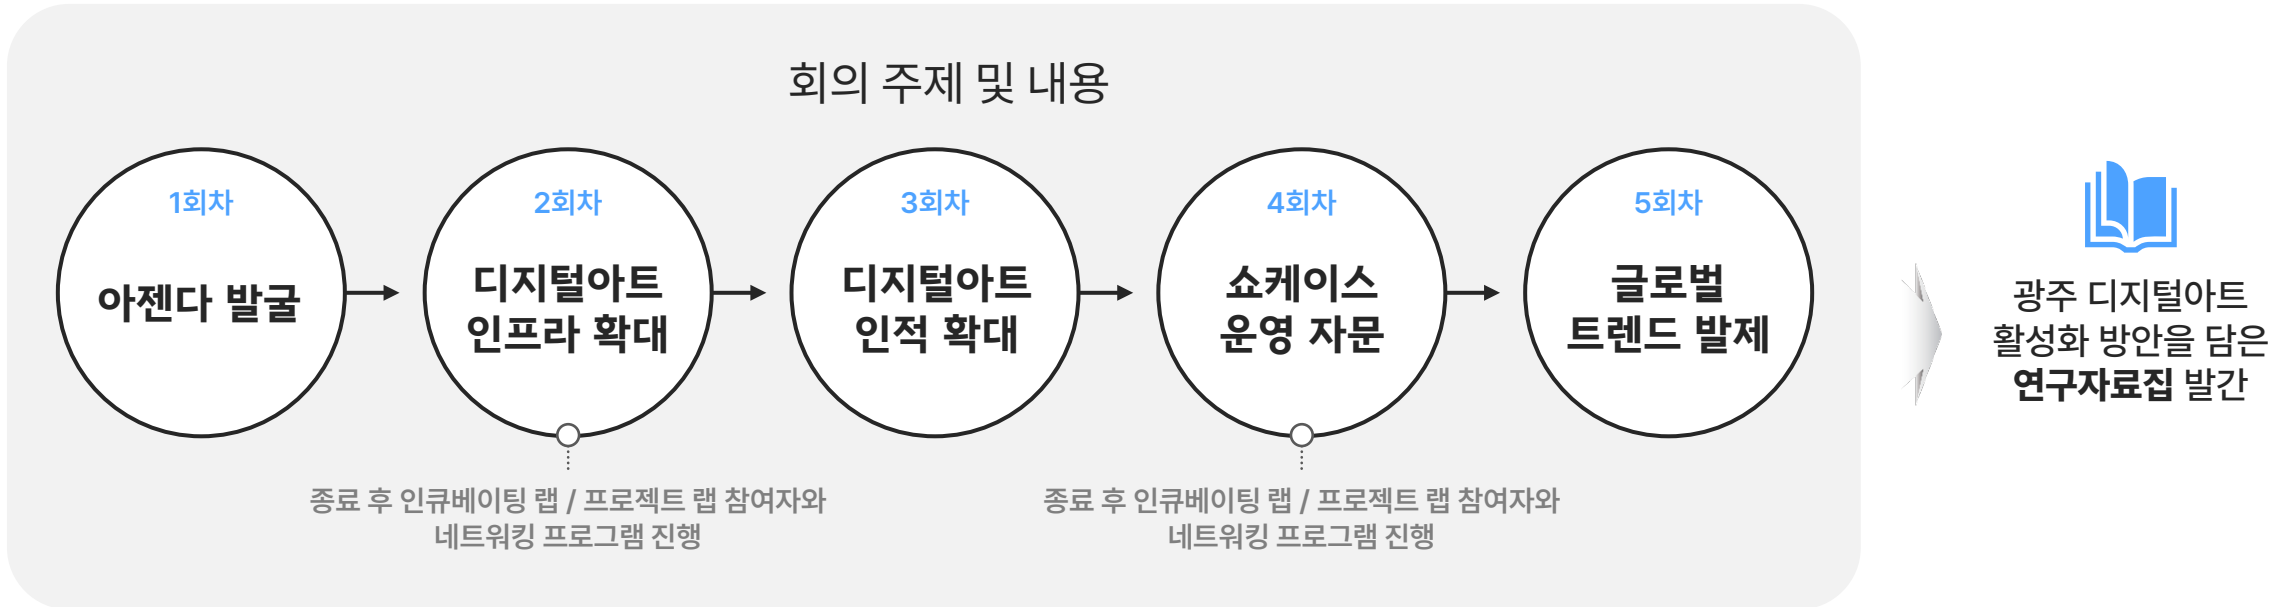 회의 주제 및 내용
1회차
아젠다 발굴
2회차
디지털아트
인프라 확대
종료 후 인큐베이팅 랩 / 프로젝트 랩 참여자와
네트워킹 프로그램 진행
3회차
디지털아트
인적 확대
4회차
쇼케이스
운영 자문
종료 후 인큐베이팅 랩 / 프로젝트 랩 참여자와
네트워킹 프로그램 진행
5회차
글로벌
트렌드 발제
광주 디지털아트
활성화 방안을 담은
연구자료집 발간